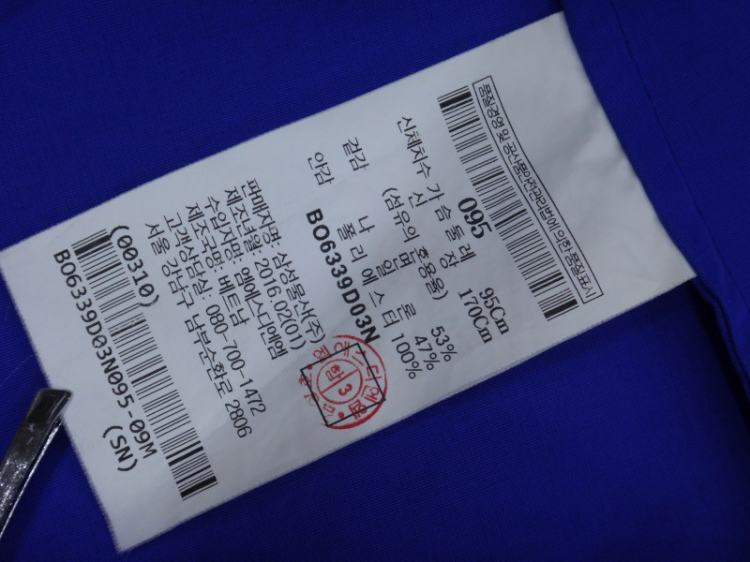 품질경영 및 공산품안전관리법에 의한 품질표시
095
신체치수 가슴둘레 95Cm
신 장 170Cm
(섬유의 혼용율)
겉감 면 53%
나 일 론 47%
안감 폴 리 에 스 터 100%
BO6339D03N
판매자명: 삼성물산(주)
제조년월: 2016.02(01)
수입자명: 엠에스디엔엠
제조국명: 베트남
고객상담실: 080-700-1472
서울 강남구 남부순환로 2806
(00310)
BO6339D03N095-09M
(SN)
3